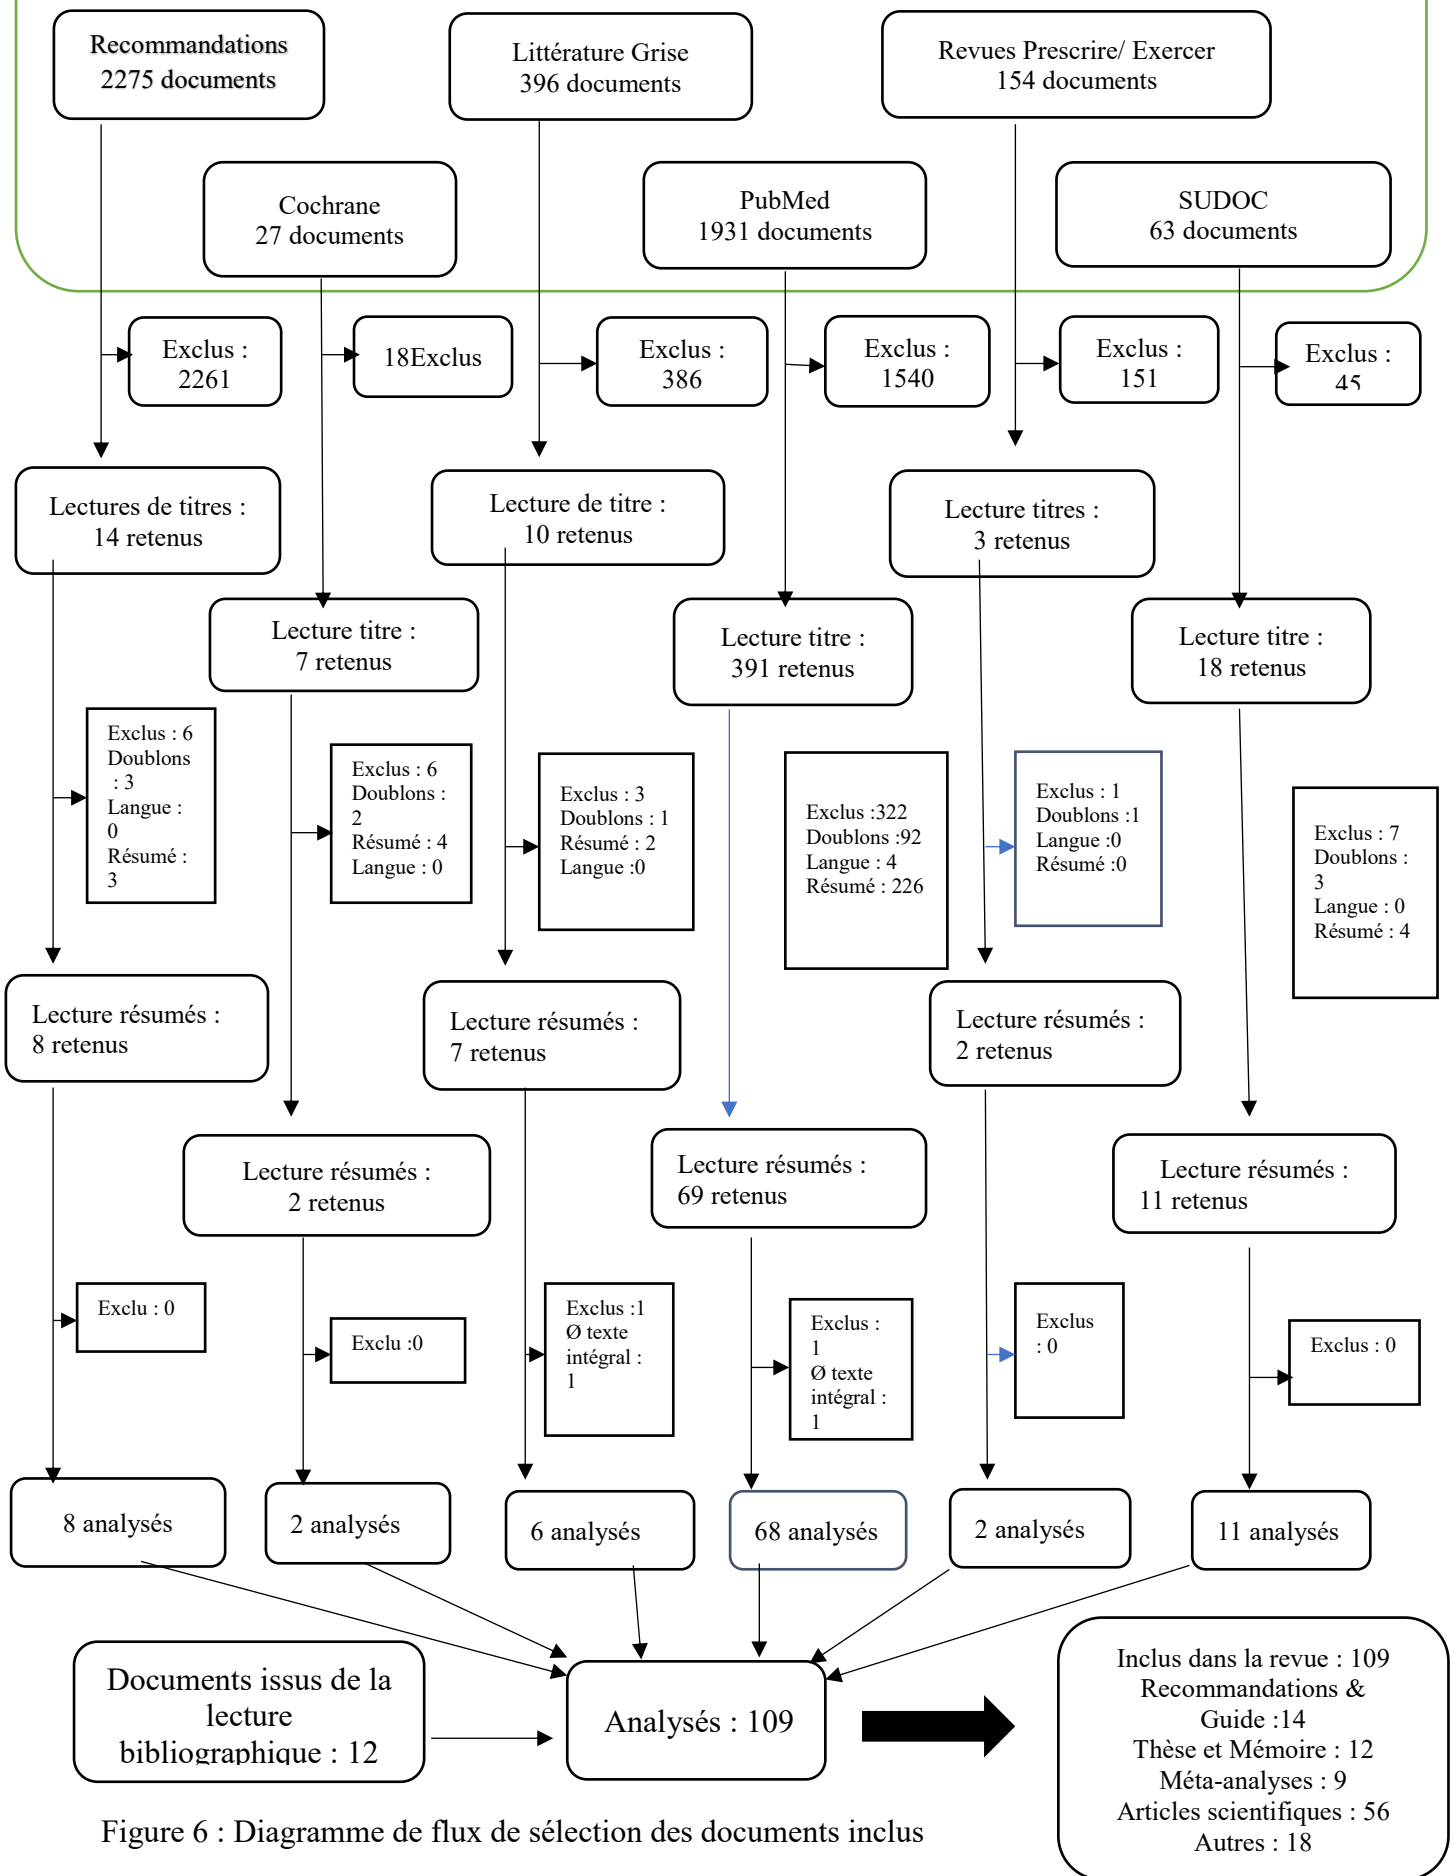 Recommandations
2275 documents
Littérature Grise
396 documents
Revues Prescrire/ Exercer
154 documents
Cochrane
27 documents
PubMed
1931 documents
SUDOC
63 documents
Exclus :
2261
18Exclus
Exclus :
386
Exclus :
1540
Exclus :
151
Exclus :
45
Lectures de titres :
14 retenus
Lecture de titre :
10 retenus
Lecture titres :
3 retenus
Lecture titre :
7 retenus
Lecture titre :
391 retenus
Lecture titre :
18 retenus
Exclus : 6
Doublons
: 3
Langue :
0
Résumé :
3
Exclus : 6
Doublons :
2
Résumé : 4
Langue : 0
Exclus : 3
Doublons : 1
Résumé : 2
Langue :0
Exclus :322
Doublons :92
Langue : 4
Résumé : 226
Exclus : 1
Doublons :1
Langue :0
Résumé :0
Exclus : 7
Doublons :
3
Langue : 0
Résumé : 4
Lecture résumés :
8 retenus
Lecture résumés :
7 retenus
Lecture résumés :
2 retenus
Lecture résumés :
2 retenus
Lecture résumés :
69 retenus
Lecture résumés :
11 retenus
Exclu : 0
Exclu :0
Exclus :1
Ø texte
intégral :
1
Exclus :
1
Ø texte
intégral :
1
Exclus
: 0
Exclus : 0
8 analysés
2 analysés
6 analysés
68 analysés
2 analysés
11 analysés
Documents issus de la
lecture
bibliographique : 12
Analysés : 109
Inclus dans la revue : 109
Recommandations &
Guide :14
Thèse et Mémoire : 12
Méta-analyses : 9
Articles scientifiques : 56
Autres : 18
Figure 6 : Diagramme de flux de sélection des documents inclus